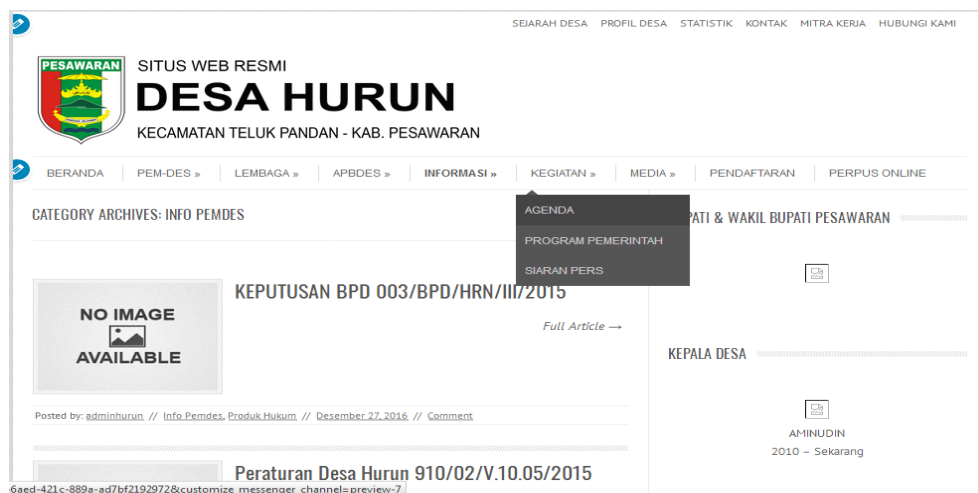 SEJARAH DESA PROFIL DESA STATISTIK KONTAK MITRA KERJA HUBUNGI KAMI
PESAWARAN
SITUS WEB RESMI
DESA HURUN
KECAMATAN TELUK PANDAN - KAB. PESAWARAN
BERANDA PEM-DES » LEMBAGA » APBDES » INFORMASI » KEGIATAN » MEDIA » PENDAFTARAN PERPUS ONLINE
AGENDA
PROGRAM PEMERINTAH
SIARAN PERS
CATEGORY ARCHIVES: INFO PEMDES
KEPUTUSAN BPD 003/BPD/HRN/III/2015
Full Article →
NO IMAGE
AVAILABLE
Posted by: adminhurun // Info Pemdes, Produk Hukum // Desember 27, 2016 // Comment
Peraturan Desa Hurun 910/02/V.10.05/2015
NO IMAGE
PATI & WAKIL BUPATI PESAWARAN
KEPALA DESA
AMINUDIN
2010 – Sekarang
6aed-421c-889a-ad7bf2192972&customize_messenger_channel=preview-7